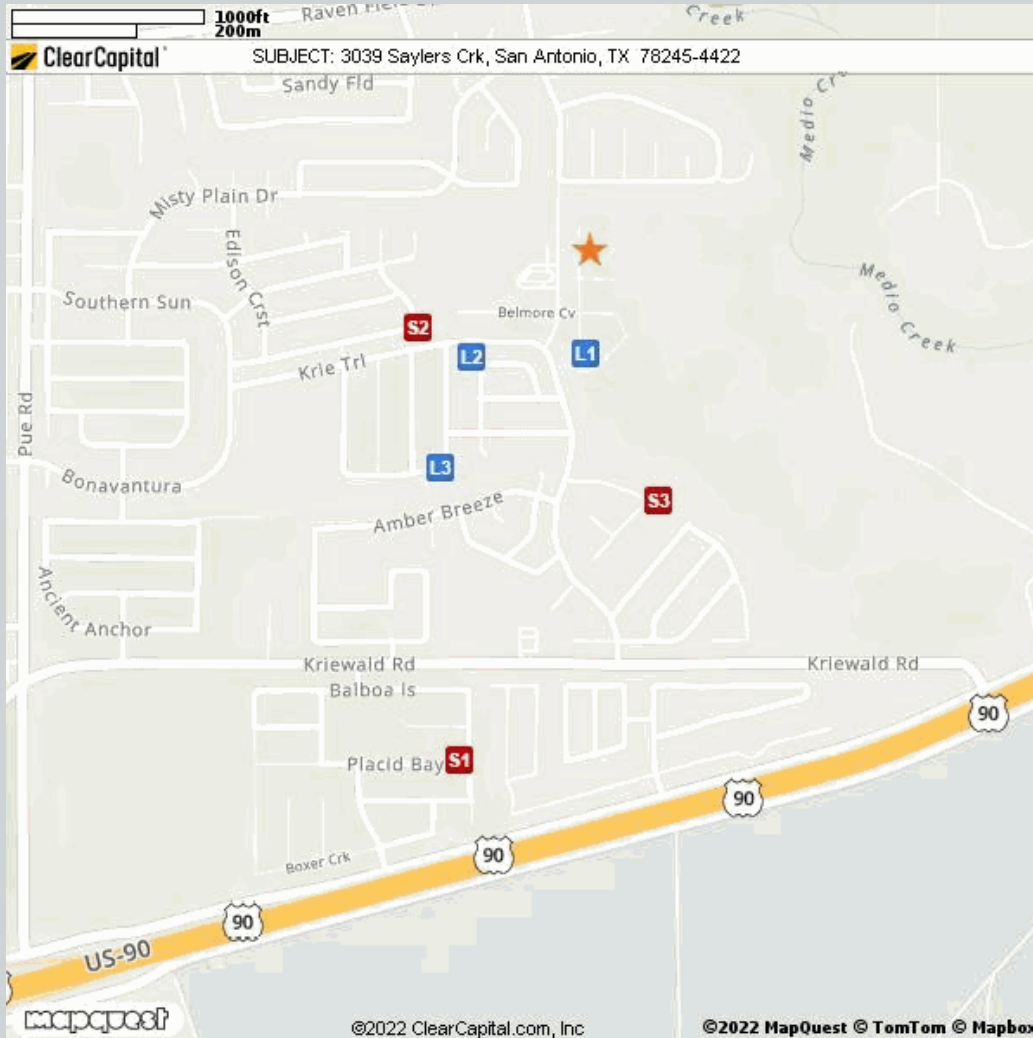 1000ft
200m
Raven Field
Creek
ClearCapital
SUBJECT: 3039 Saylers Crk, San Antonio, TX 78245-4422
Sandy Fld
Medio
Misty Plain Dr
Edison Crst
Medio Creek
Southern Sun
Belmore Cv
S2
L2
L1
Krie Trl
Pue Rd
L3
Bonavantura
S3
Amber Breeze
Ancient Anchor
Kriewald Rd
Kriewald Rd
Balboa Is
90
Placid Bay
S1
90
90
Boxer Crk
90
US-90
mapquest
©2022 ClearCapital.com, Inc
©2022 MapQuest © TomTom © Mapbox